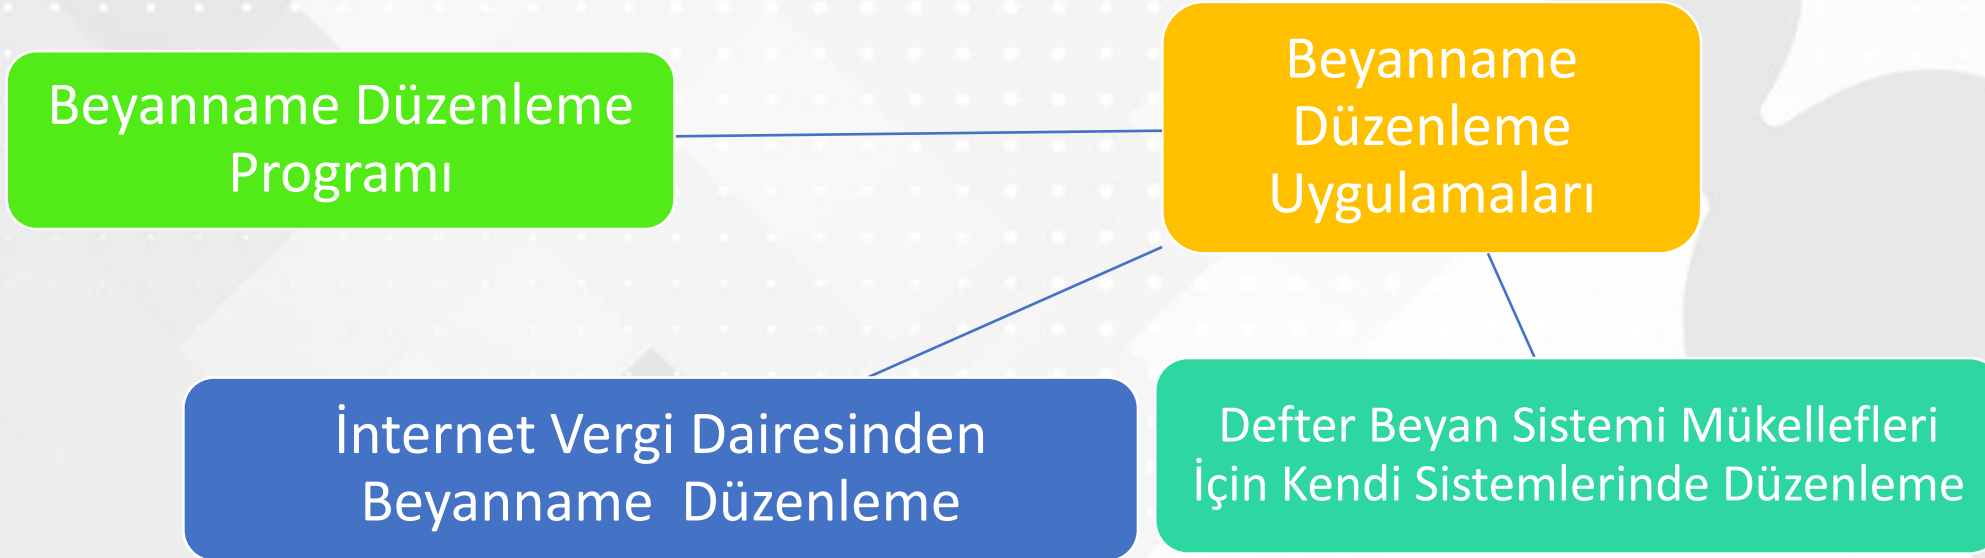 Beyanname Düzenleme
Programı
Beyanname
Düzenleme
Uygulamaları
İnternet Vergi Dairesinden
Beyanname  Düzenleme
Defter Beyan Sistemi Mükellefleri
İçin Kendi Sistemlerinde Düzenleme